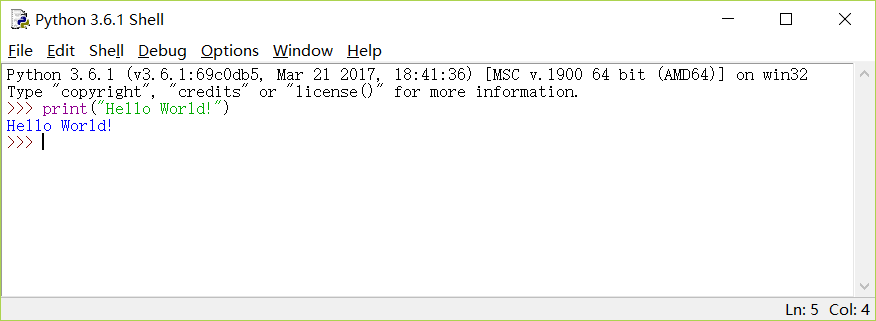 Python 3.6.1 Shell
File Edit Shell Debug Options Window Help
Python 3.6.1 (v3.6.1:69c0db5, Mar 21 2017, 18:41:36) [MSC v.1900 64 bit (AMD64)] on win32
Type "copyright", "credits" or "license()" for more information.
>>> print("Hello World!")
Hello World!
>>>
Ln: 5 Col: 4